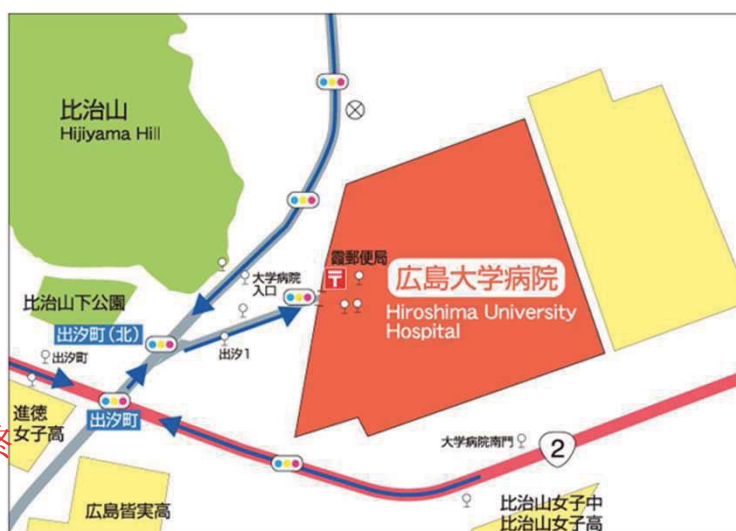 比治山
Hijiyama Hill
霞郵便局
大学病院
入口
広島大学病院
Hiroshima University
Hospital
比治山下公園
出汐町(北)
出汐1
出汐町
出汐町
進徳
女子高
大学病院南門
2
広島皆実高
比治山女子中
比治山女子高